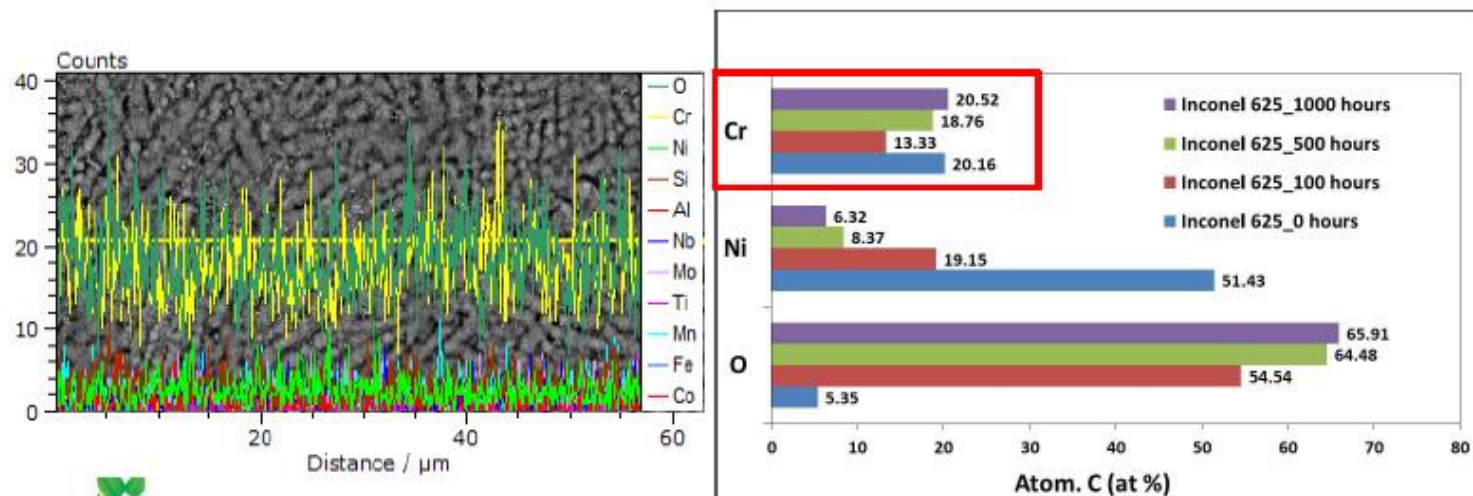 Counts
40
30
20
10
0
20
40
60
Distance / μm
O
Cr
Ni
Si
Al
Nb
Mo
Ti
Mn
Fe
Co
Cr
20.52
18.76
13.33
20.16
Ni
6.32
8.37
19.15
51.43
O
65.91
64.48
54.54
5.35
Inconel 625_1000 hours
Inconel 625_500 hours
Inconel 625_100 hours
Inconel 625_0 hours
0 10 20 30 40 50 60 70 80
Atom. C (at %)